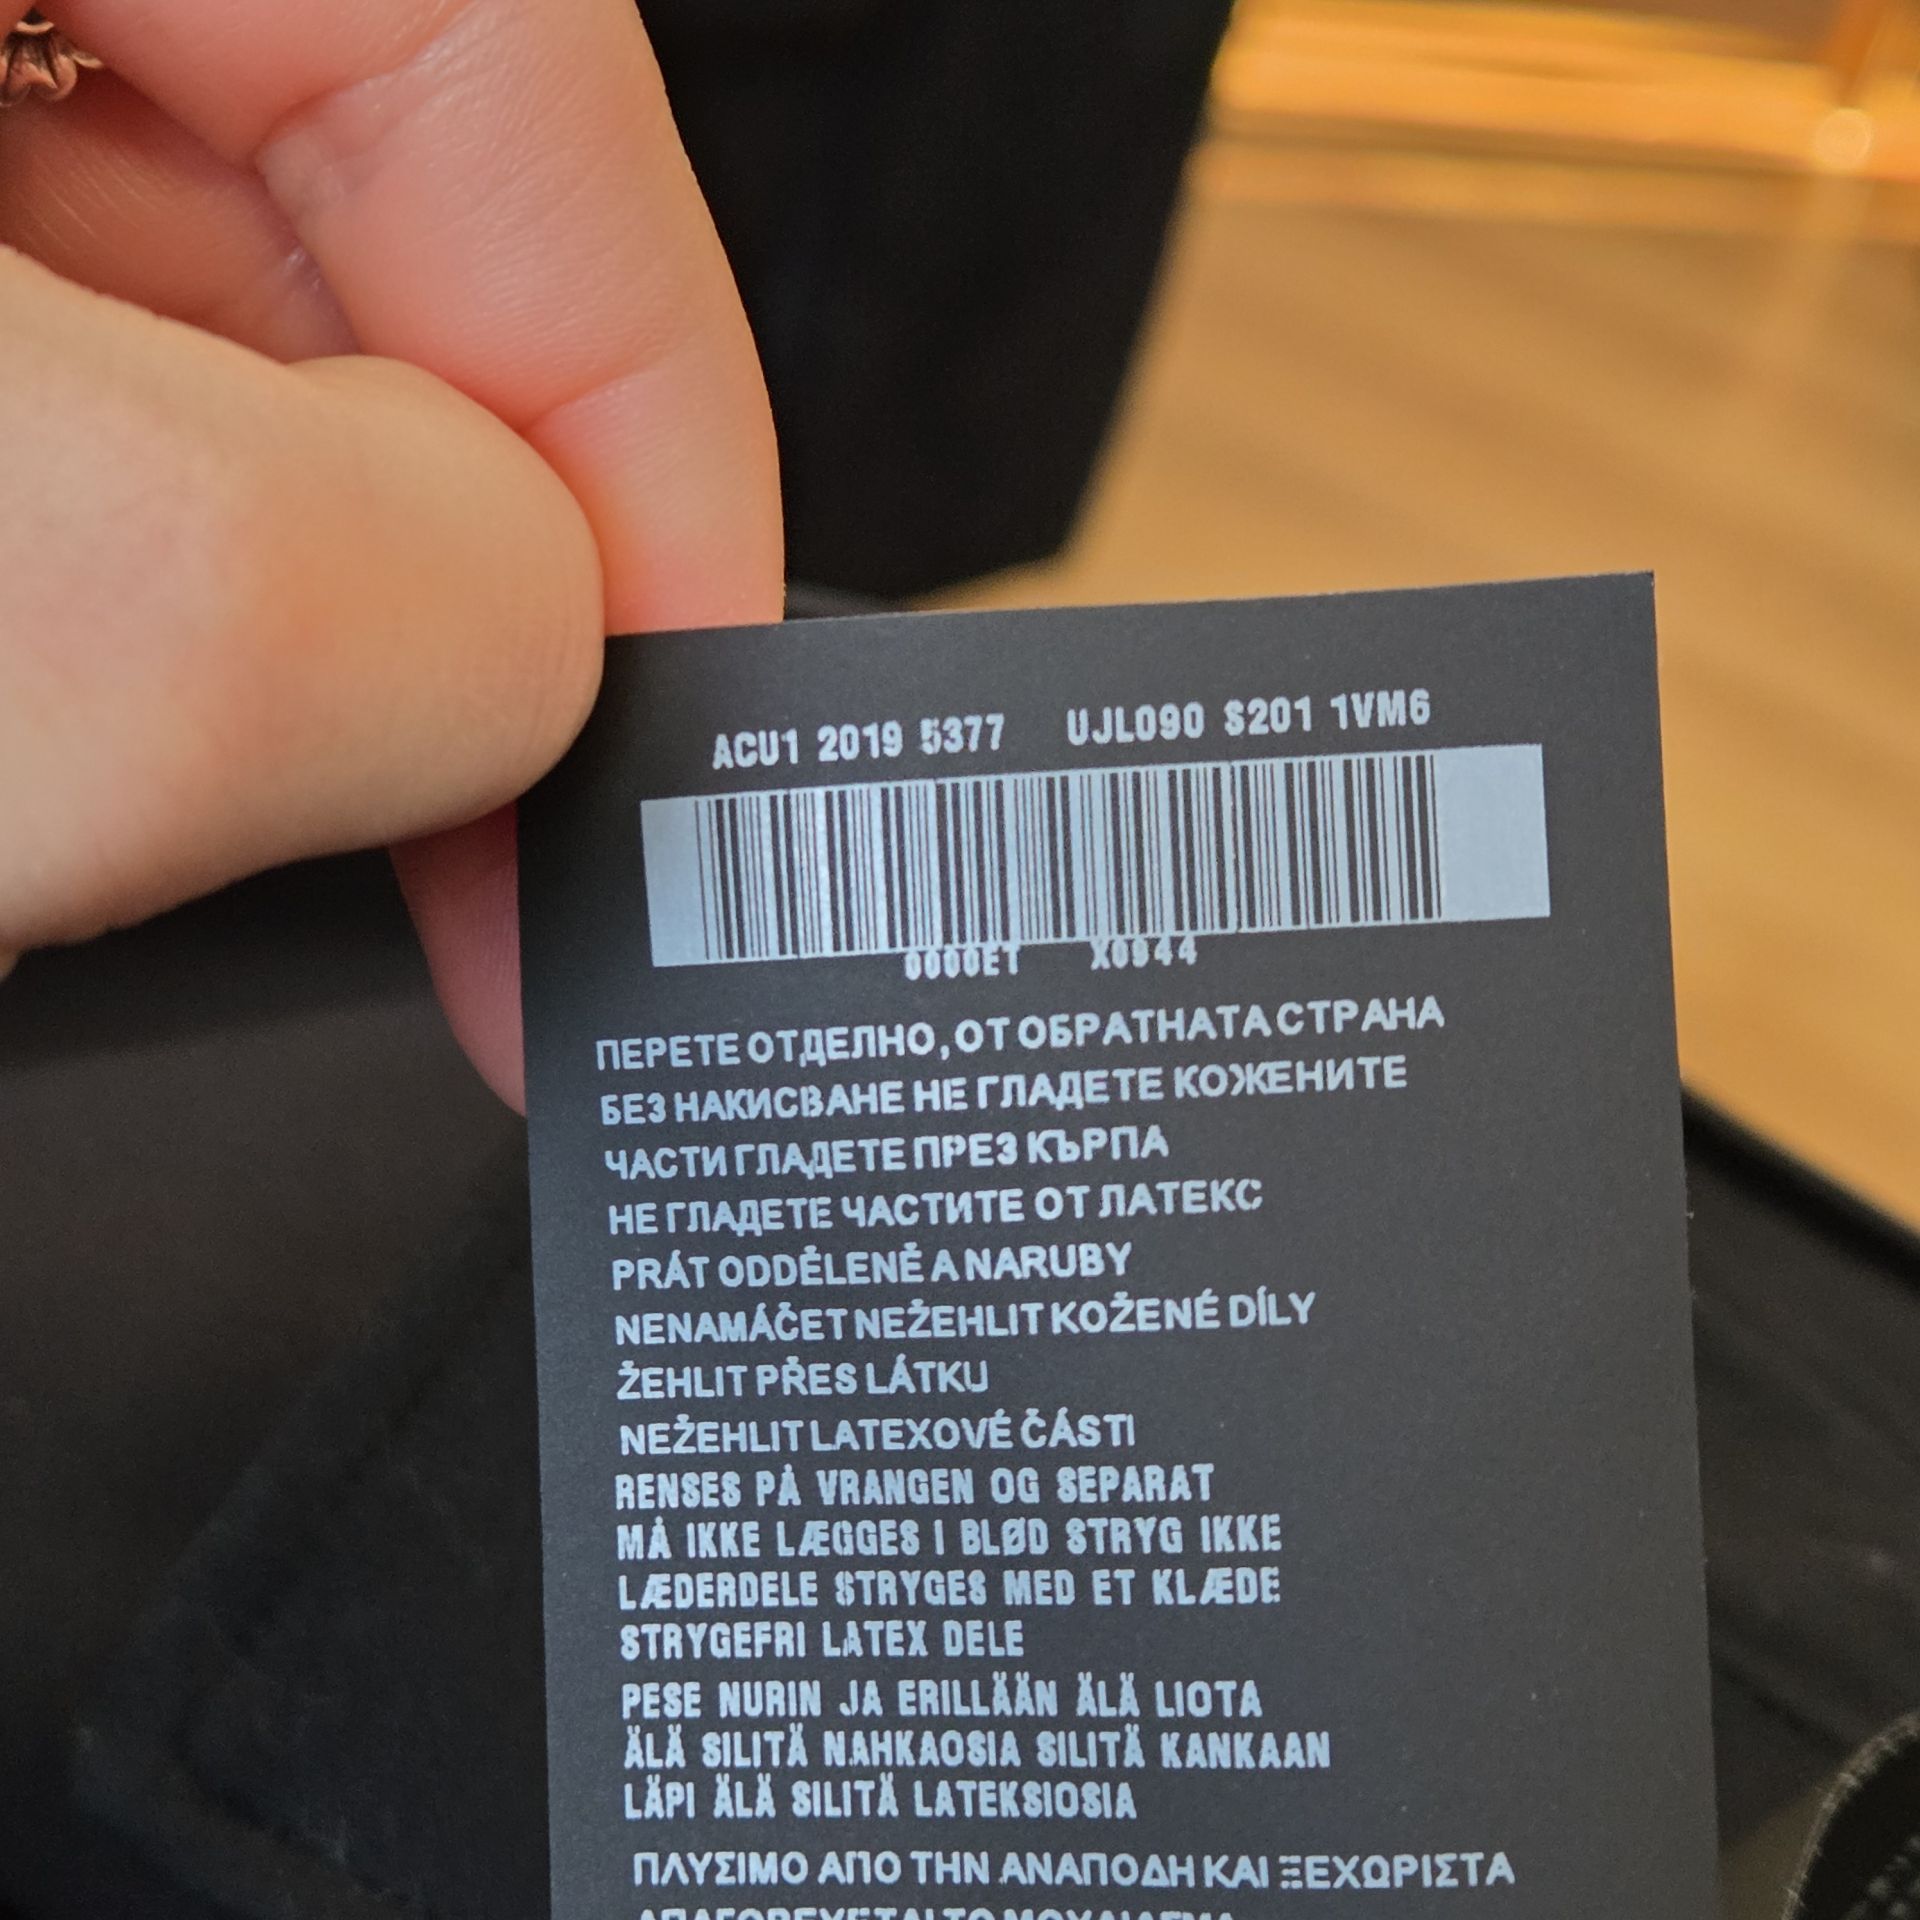 ACU1 2019 5377 UJL090 S201 1VM6
0000ET X0944
ПЕРЕТЕ ОТДЕЛНО, ОТ ОБРАТНАТА СТРАНА
БЕЗ НАКИСВАНЕ НЕ ГЛАДЕТЕ КОЖЕНИТЕ
ЧАСТИ ГЛАДЕТЕ ПРЕЗ КЪРПА
НЕ ГЛАДЕТЕ ЧАСТИТЕ ОТ ЛАТЕКС
PRÁT ODDĚLENĚ A NARUBY
NENAMÁČET NEŽEHLIT KOŽENÉ DÍLY
ŽEHLIT PŘES LÁTKU
NEŽEHLIT LATEXOVÉ ČÁSTI
RENSES PÅ VRANGEN OG SEPARAT
MÅ IKKE LÆGGES I BLØD STRYG IKKE
LÆDERDELE STRYGES MED ET KLÆDE
STRYGEFRI LATEX DELE
PESE NURIN JA ERILLÄÄN ÄLÄ LIOTA
ÄLÄ SILITÄ NAHKAOSIA SILITÄ KANKAAN
LÄPI ÄLÄ SILITÄ LATEKSIOSIA
ΠΛΥΣΙΜΟ ΑΠΟ ΤΗΝ ΑΝΑΠΟΔΗ ΚΑΙ ΞΕΧΩΡΙΣΤΑ